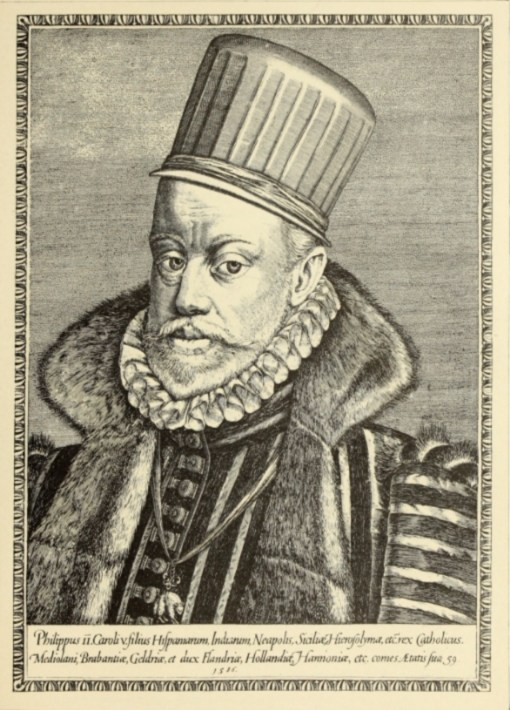 Philippus ii. Caroli v. filius Hispaniarum, Indiarum, Neapolis, Siciliæ, Hierosolymæ, etc. rex Catholicus.
Mediolani, Brabantiæ, Geldriæ, et dux Flandriæ, Hollandiæ, Hannoniæ, etc. comes Ætatis suæ, 59
1586.